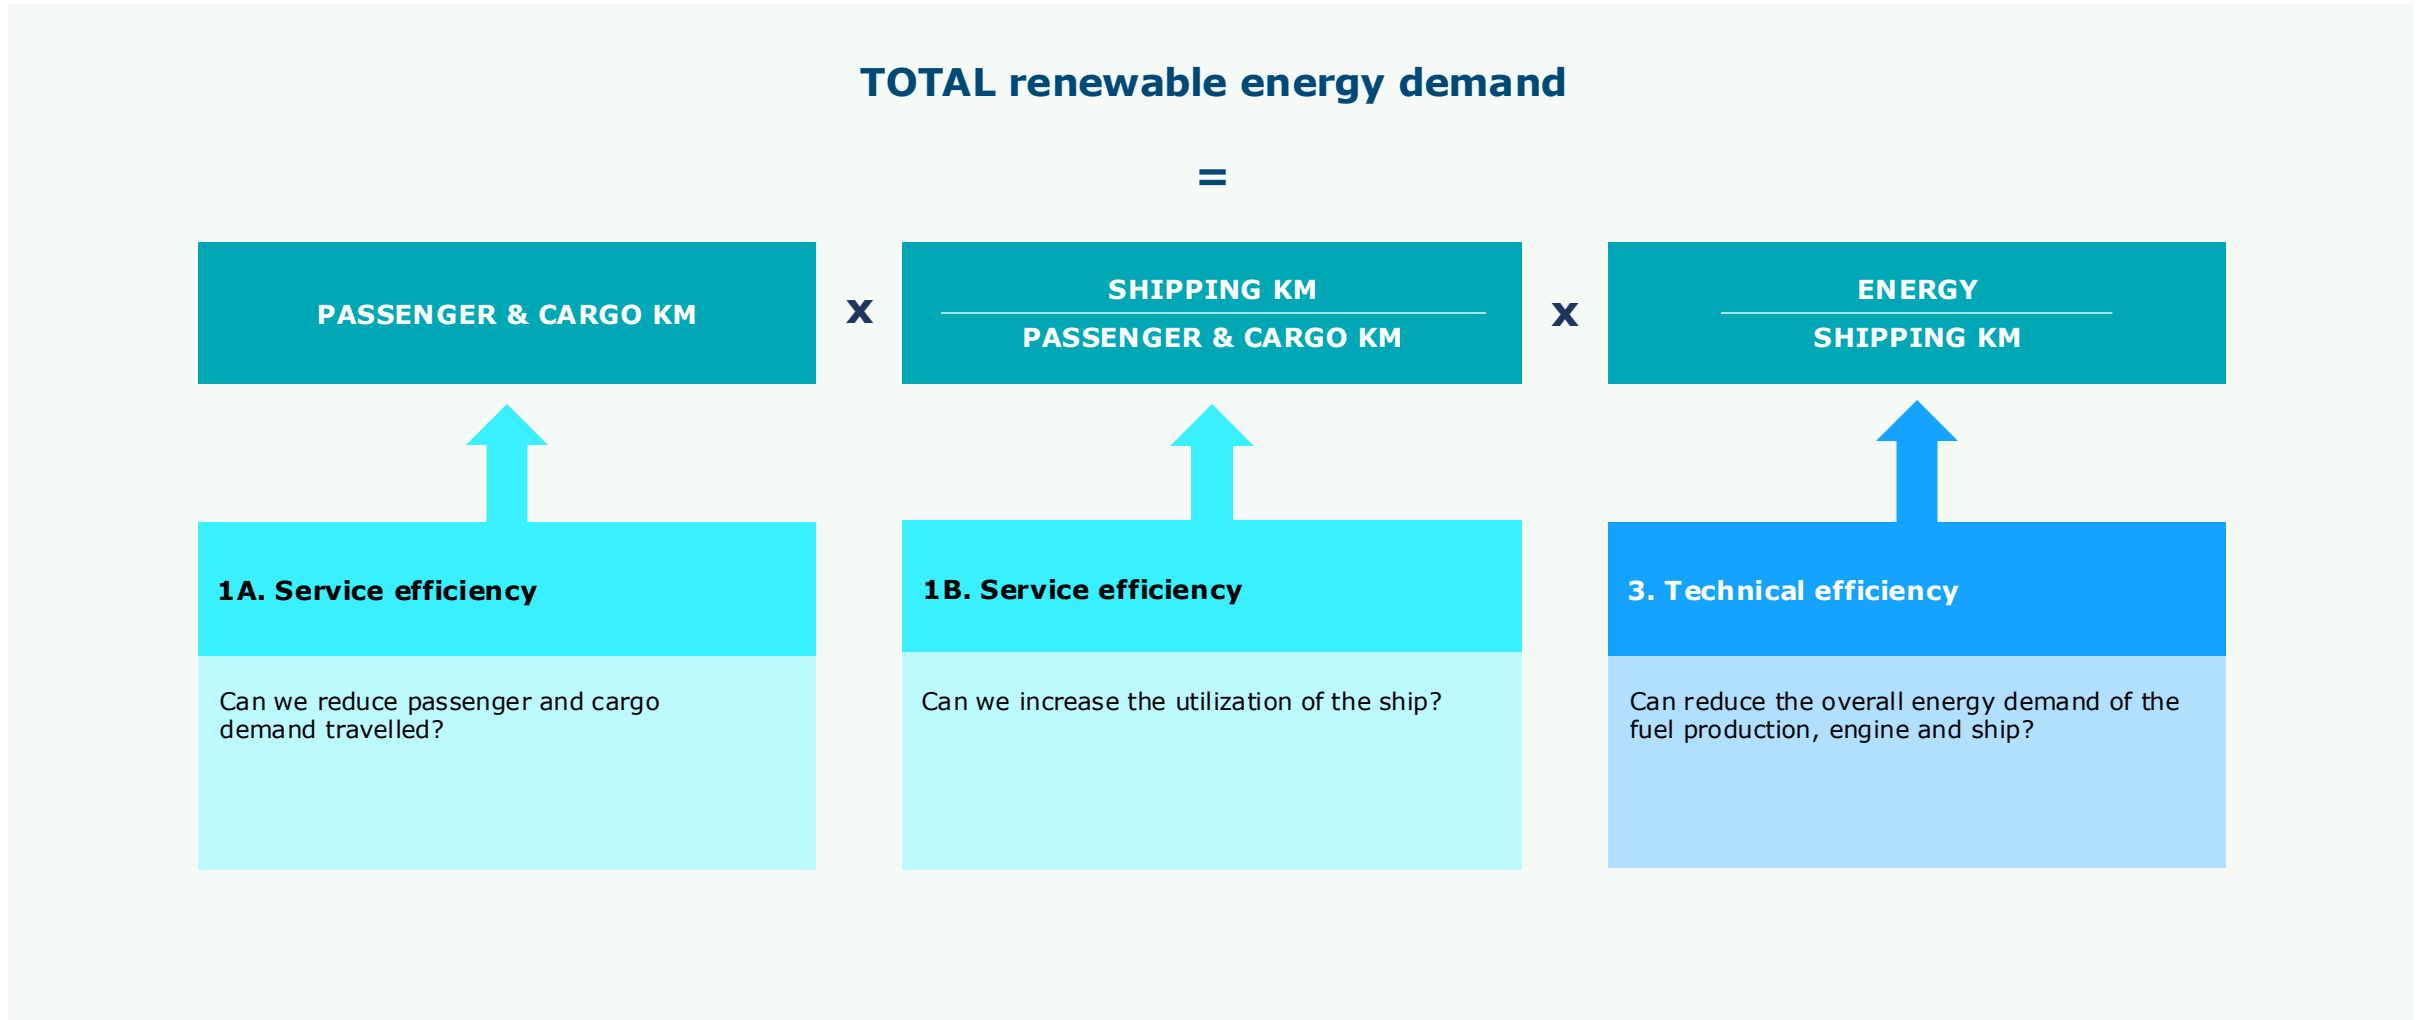 TOTAL renewable energy demand
=
PASSENGER & CARGO KM
x
SHIPPING KM
PASSENGER & CARGO KM
x
ENERGY
SHIPPING KM
1A. Service efficiency
Can we reduce passenger and cargo
demand travelled?
1B. Service efficiency
Can we increase the utilization of the ship?
3. Technical efficiency
Can reduce the overall energy demand of the
fuel production, engine and ship?